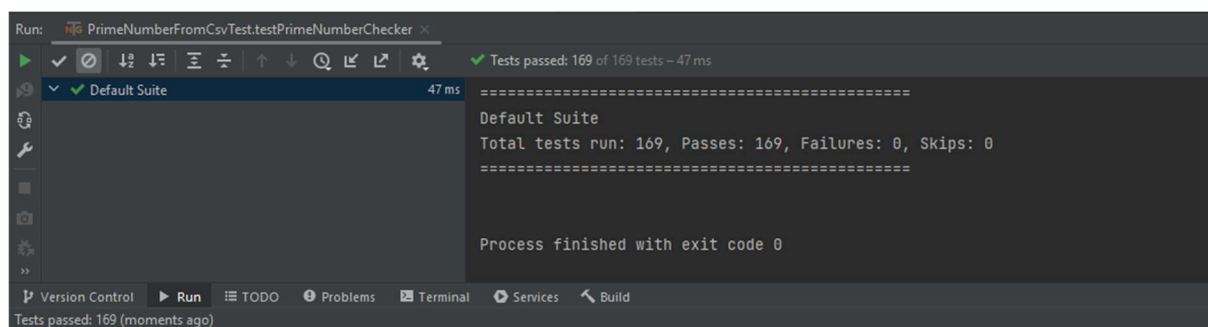 Run: NG PrimeNumberFromCsvTest.testPrimeNumberChecker
Tests passed: 169 of 169 tests – 47 ms
Default Suite 47 ms
===============================================
Default Suite
Total tests run: 169, Passes: 169, Failures: 0, Skips: 0
===============================================
Process finished with exit code 0
Version Control Run TODO Problems Terminal Services Build
Tests passed: 169 (moments ago)